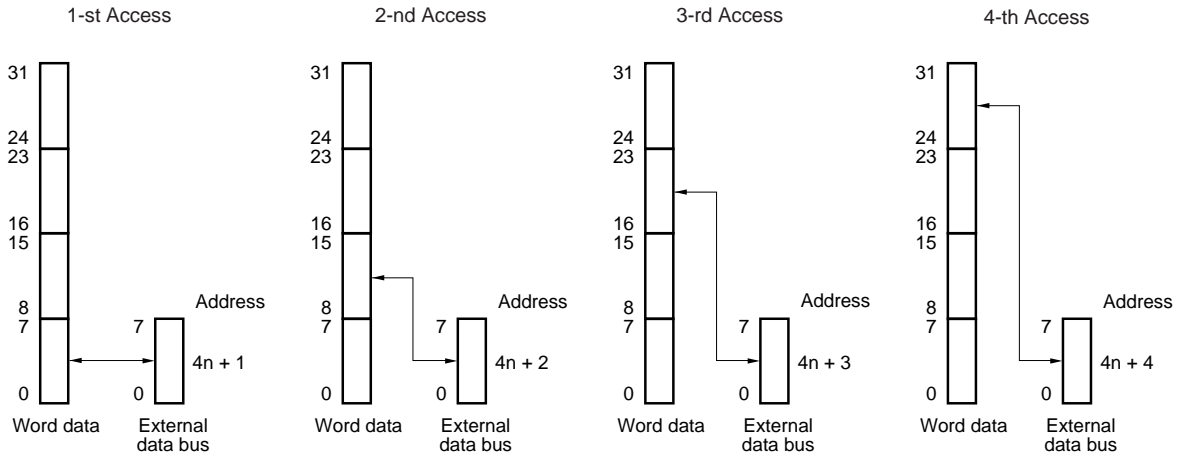 1-st Access
31
24
23
16
15
8
7
0
7
0
Address
4n + 1
Word data
External
data bus
2-nd Access
31
24
23
16
15
8
7
0
7
0
Address
4n + 2
Word data
External
data bus
3-rd Access
31
24
23
16
15
8
7
0
7
0
Address
4n + 3
Word data
External
data bus
4-th Access
31
24
23
16
15
8
7
0
7
0
Address
4n + 4
Word data
External
data bus